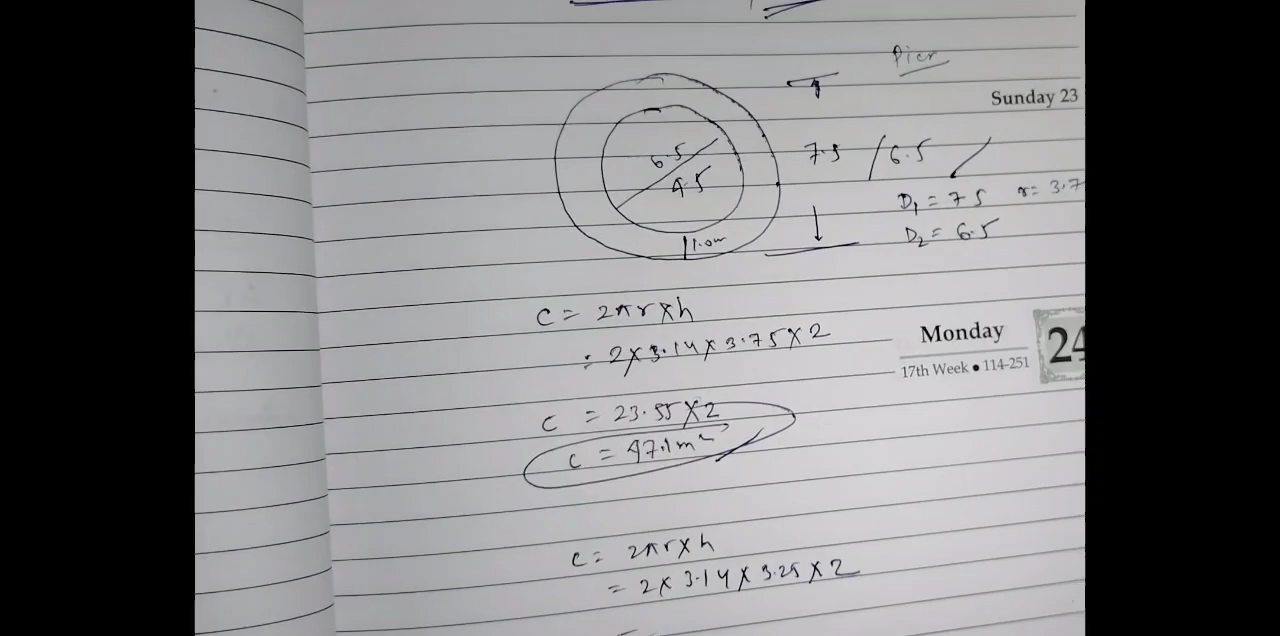 Pier
Sunday 23
6.5
4.5
7.5 / 6.5 /
D₁ = 7.5 r = 3.7
D₂ = 6.5
1.0m
C = 2πr×h
Monday 24
= 2×3.14×3.75×2
17th Week • 114-251
C = 23.55×2
C = 47.1m²
C = 2πr×h
= 2×3.14×3.25×2